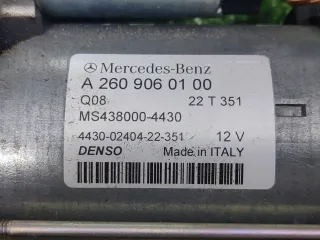 Mercedes-Benz
A 260 906 01 00
Q08 22 T 351
MS438000-4430
4430-02404-22-351 12 V
DENSO Made in ITALY